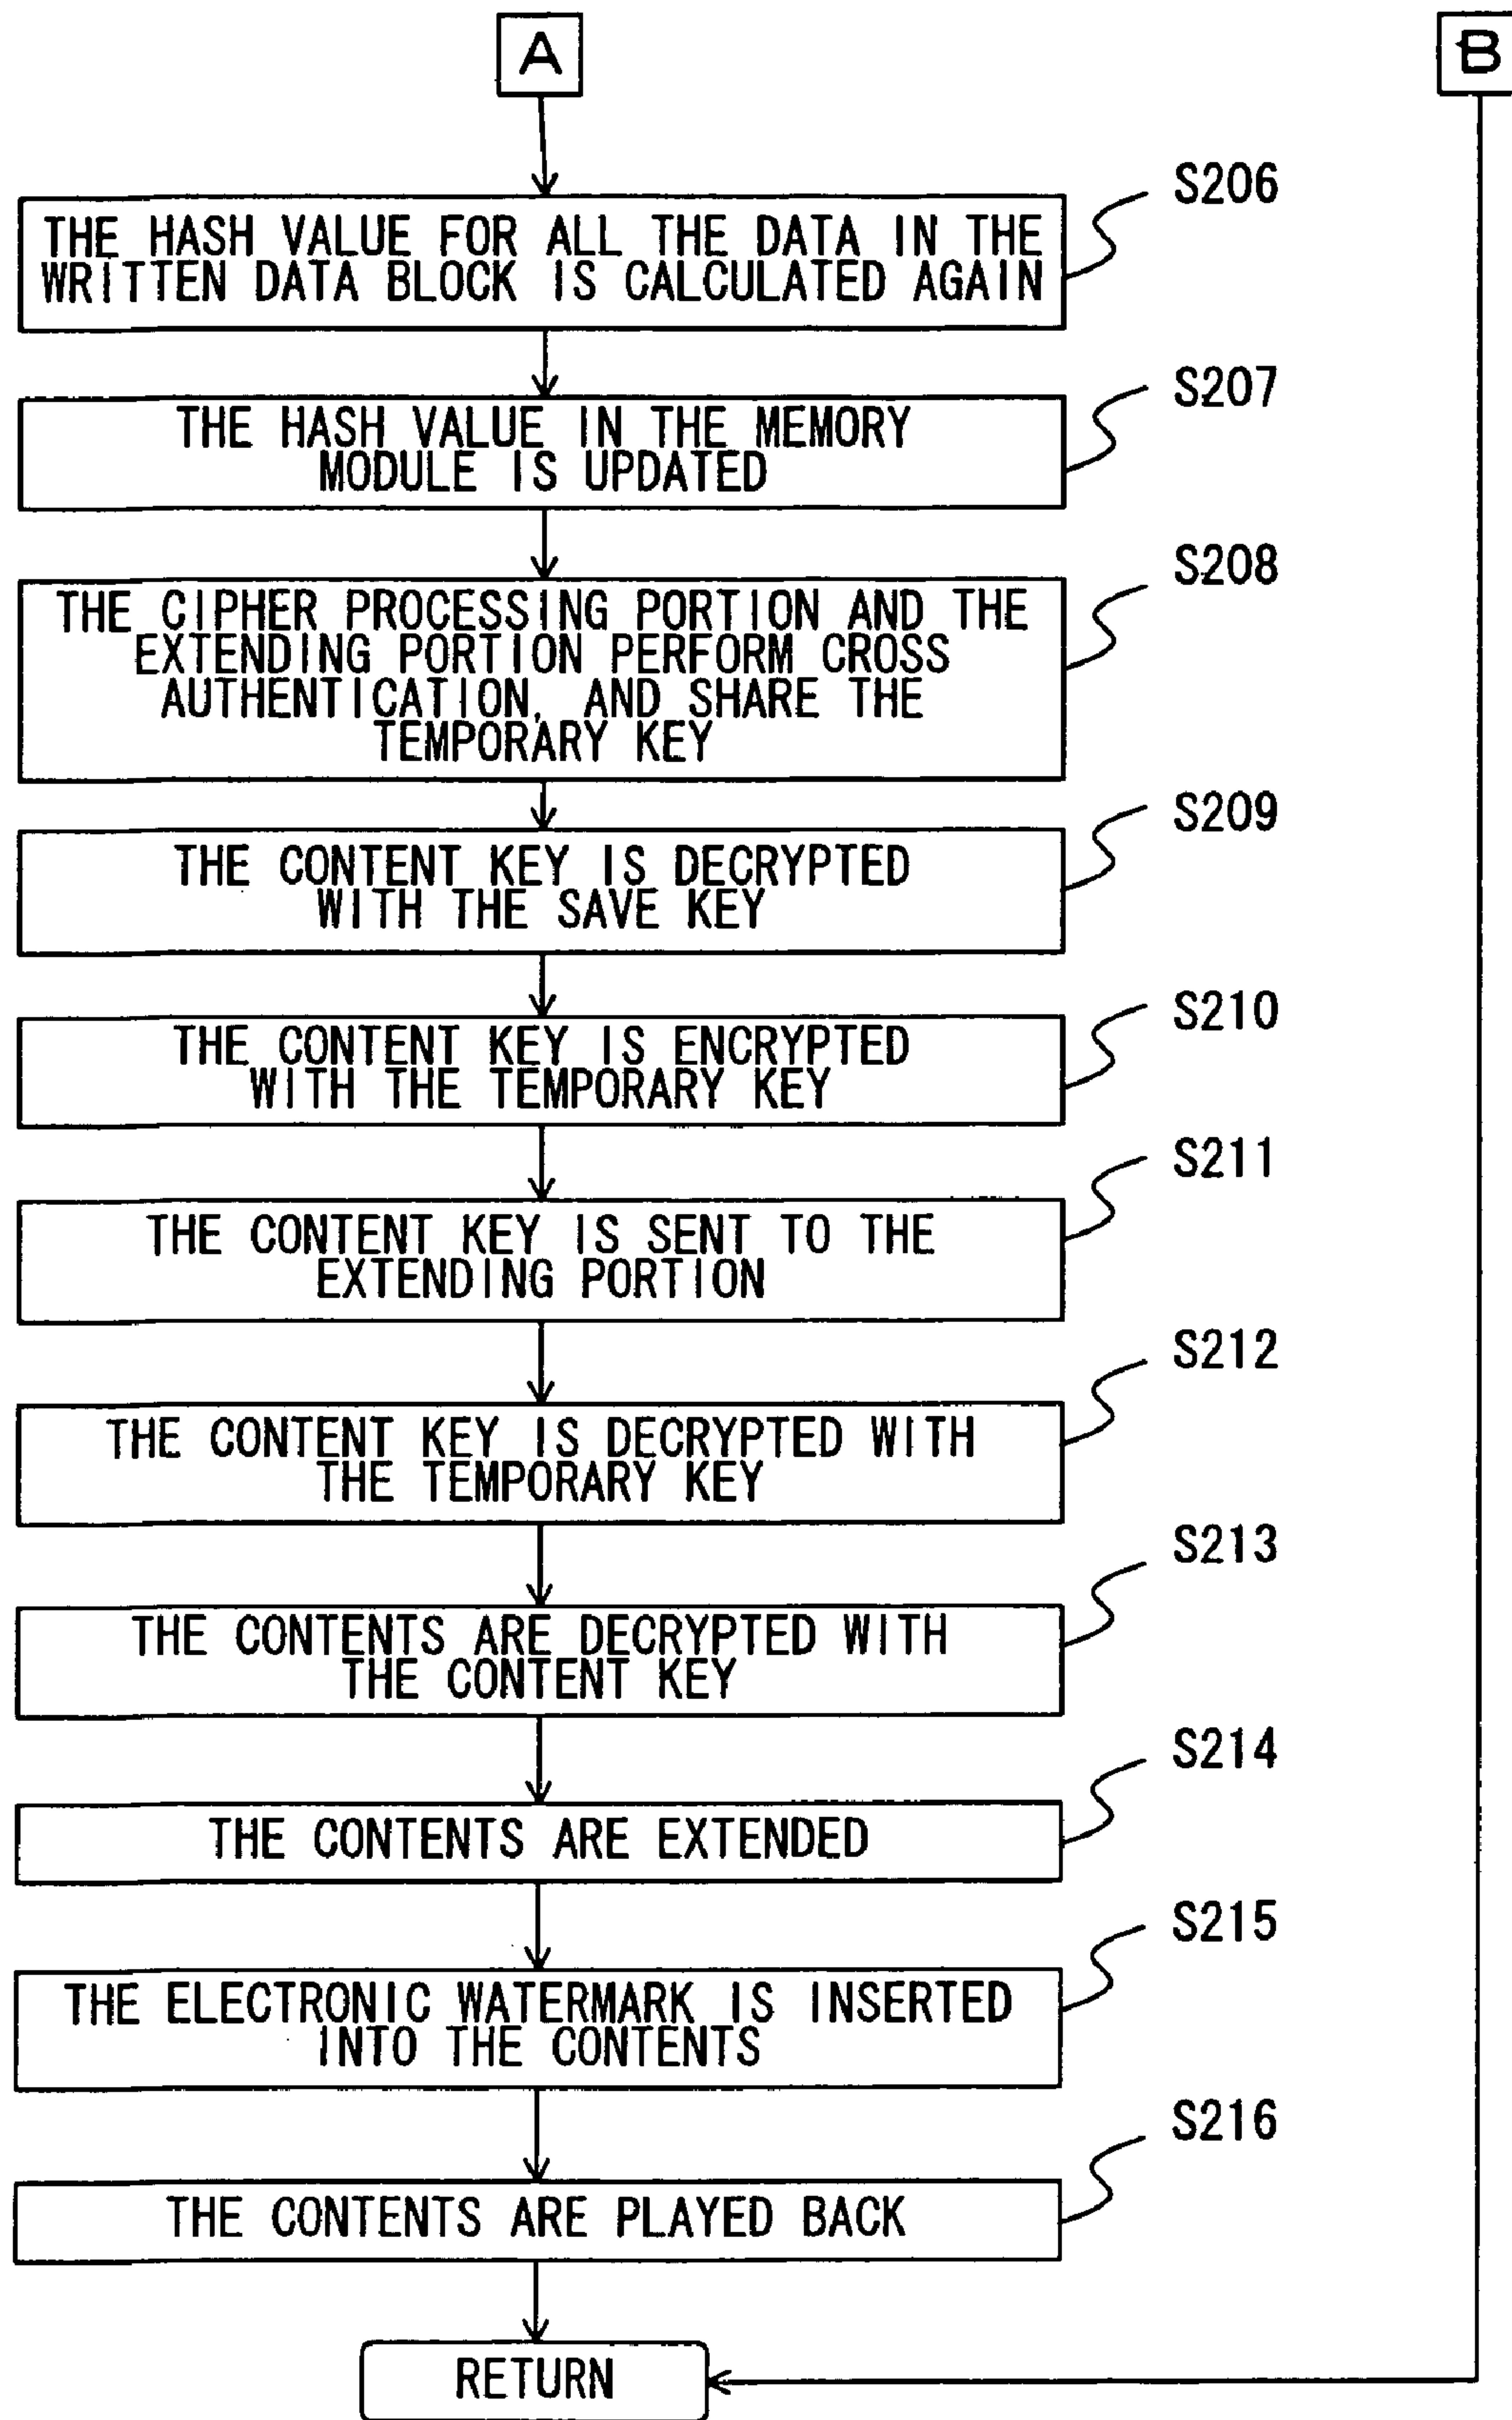 A
B
S206
THE HASH VALUE FOR ALL THE DATA IN THE
WRITTEN DATA BLOCK IS CALCULATED AGAIN
S207
THE HASH VALUE IN THE MEMORY
MODULE IS UPDATED
S208
THE CIPHER PROCESSING PORTION AND THE
EXTENDING PORTION PERFORM CROSS
AUTHENTICATION, AND SHARE THE
TEMPORARY KEY
S209
THE CONTENT KEY IS DECRYPTED
WITH THE SAVE KEY
S210
THE CONTENT KEY IS ENCRYPTED
WITH THE TEMPORARY KEY
S211
THE CONTENT KEY IS SENT TO THE
EXTENDING PORTION
S212
THE CONTENT KEY IS DECRYPTED WITH
THE TEMPORARY KEY
S213
THE CONTENTS ARE DECRYPTED WITH
THE CONTENT KEY
S214
THE CONTENTS ARE EXTENDED
S215
THE ELECTRONIC WATERMARK IS INSERTED
INTO THE CONTENTS
S216
THE CONTENTS ARE PLAYED BACK
RETURN